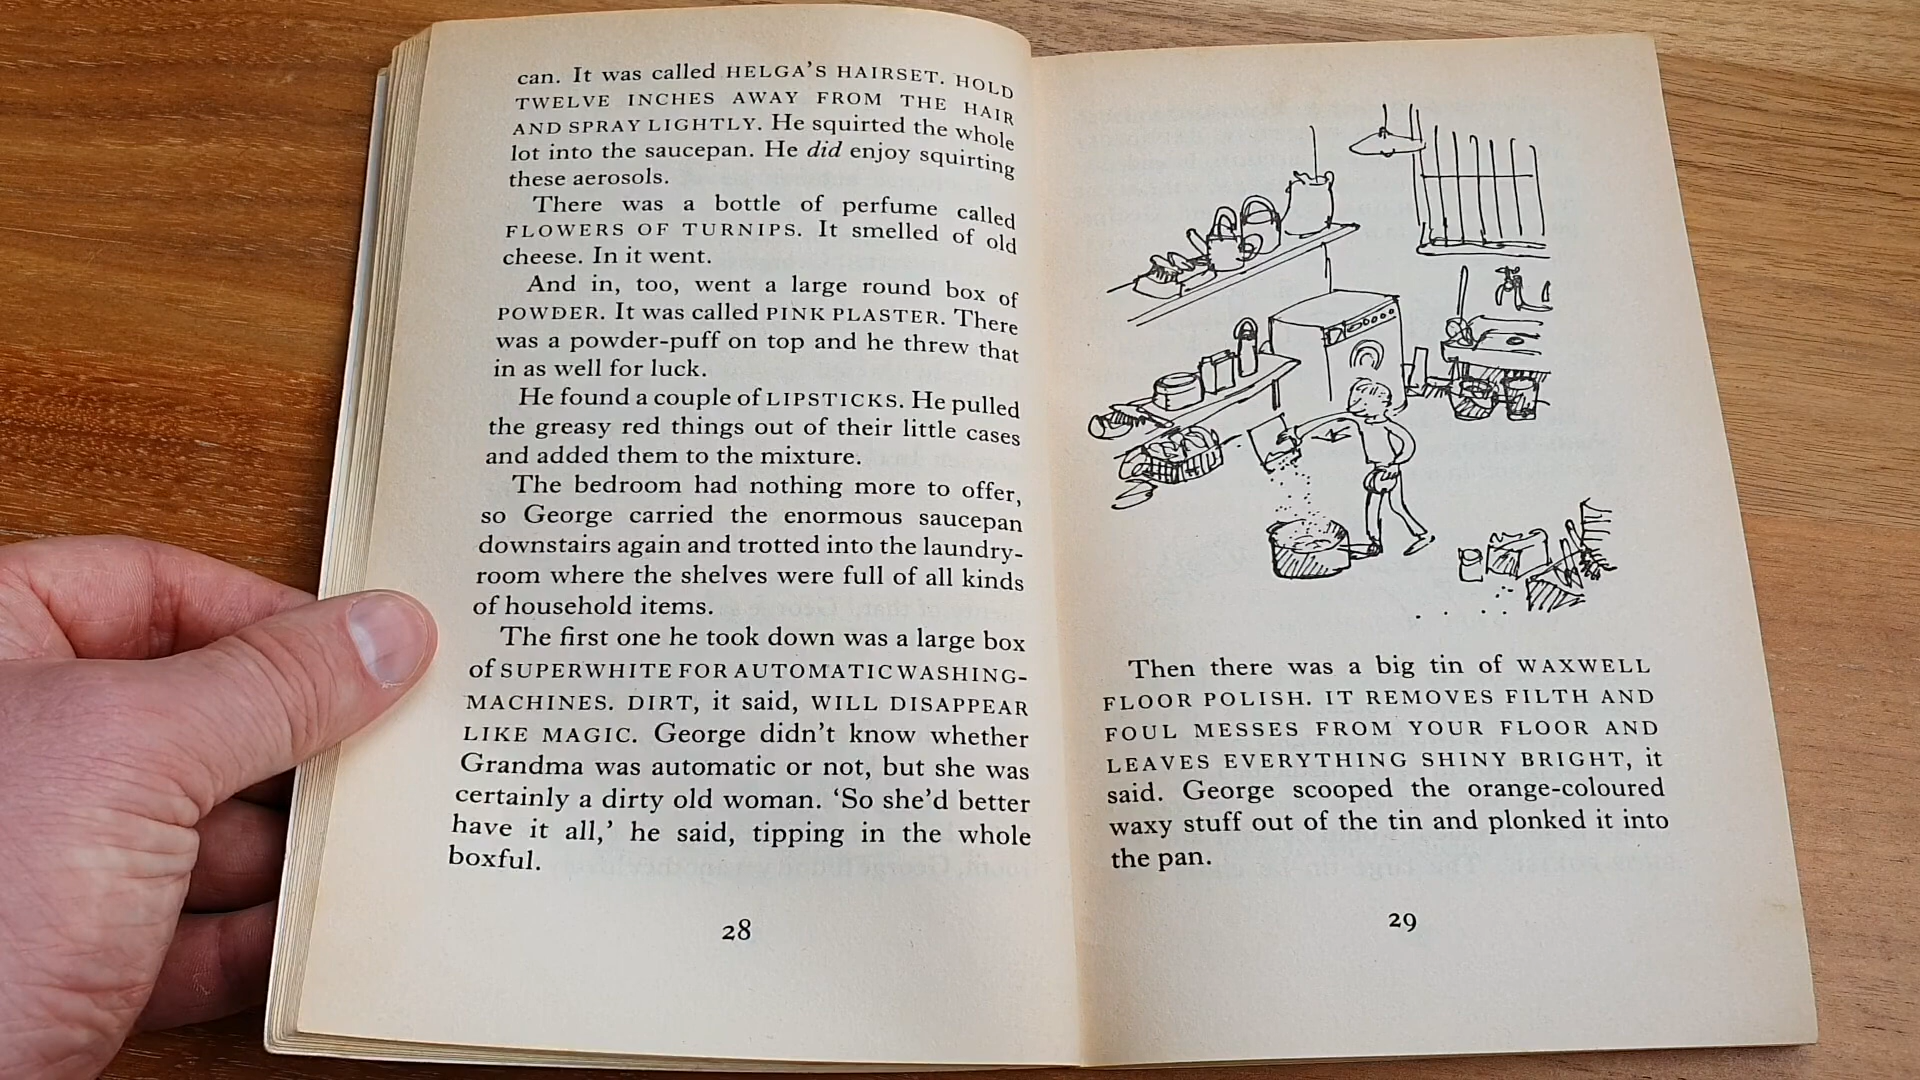 can. It was called HELGA'S HAIRSET. HOLD
TWELVE INCHES AWAY FROM THE HAIR
AND SPRAY LIGHTLY. He squirted the whole
lot into the saucepan. He did enjoy squirting
these aerosols.
There was a bottle of perfume called
FLOWERS OF TURNIPS. It smelled of old
cheese. In it went.
And in, too, went a large round box of
POWDER. It was called PINK PLASTER. There
was a powder-puff on top and he threw that
in as well for luck.
He found a couple of LIPSTICKS. He pulled
the greasy red things out of their little cases
and added them to the mixture.
The bedroom had nothing more to offer,
so George carried the enormous saucepan
downstairs again and trotted into the laundry-
room where the shelves were full of all kinds
of household items.
The first one he took down was a large box
of SUPERWHITE FOR AUTOMATIC WASHING-
MACHINES. DIRT, it said, WILL DISAPPEAR
LIKE MAGIC. George didn't know whether
Grandma was automatic or not, but she was
certainly a dirty old woman. 'So she'd better
have it all,' he said, tipping in the whole
boxful.
28
Then there was a big tin of WAXWELL
FLOOR POLISH. IT REMOVES FILTH AND
FOUL MESSES FROM YOUR FLOOR AND
LEAVES EVERYTHING SHINY BRIGHT, it
said. George scooped the orange-coloured
waxy stuff out of the tin and plonked it into
the pan.
29